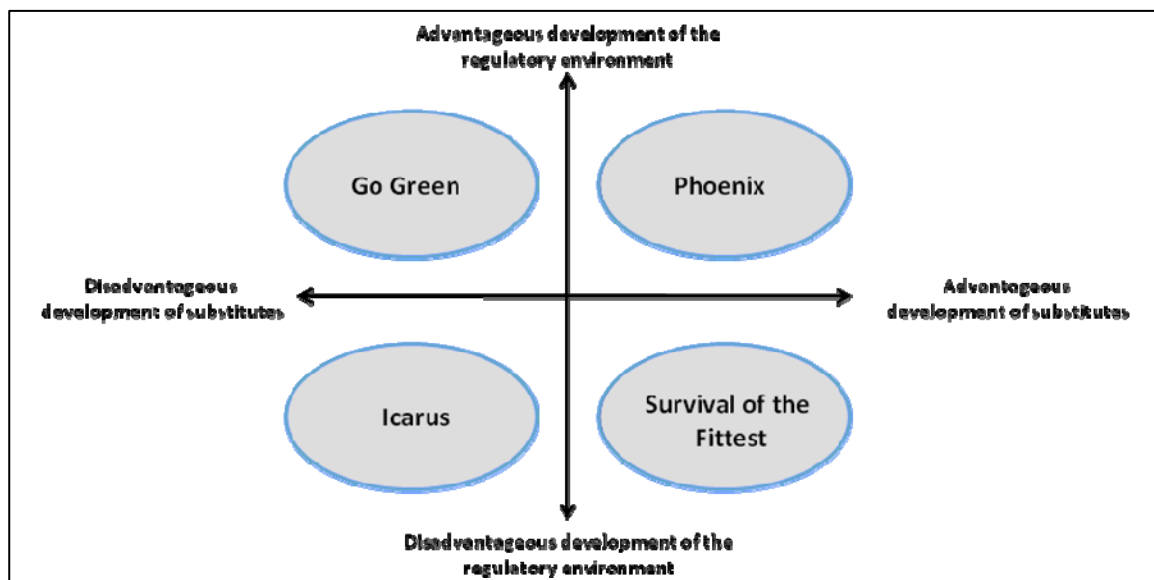 Advantageous development of the
regulatory environment
Go Green
Phoenix
Disadvantageous
development of substitutes
Advantageous
development of substitutes
Icarus
Survival of the
Fittest
Disadvantageous development of the
regulatory environment